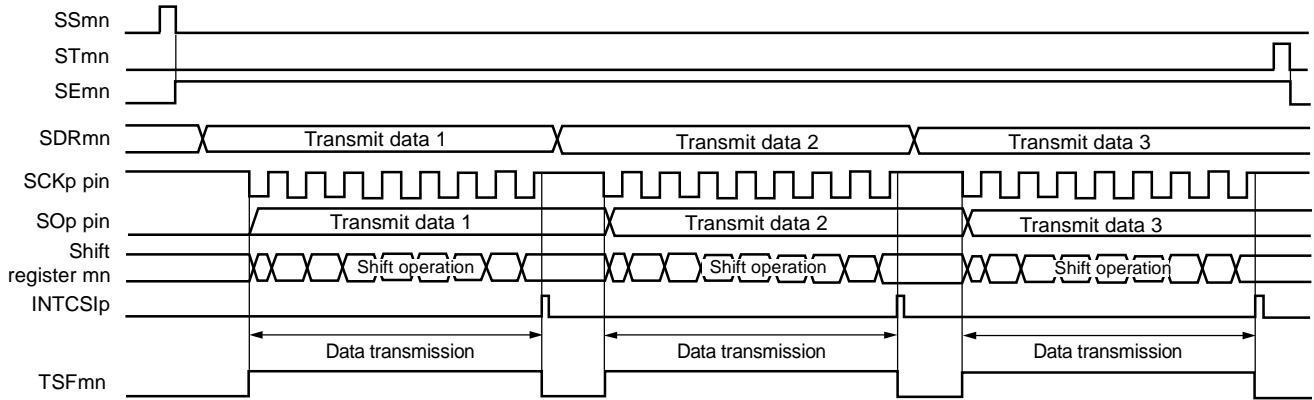 SSmn
STmn
SEmn
SDRmn Transmit data 1 Transmit data 2 Transmit data 3
SCKp pin
SOp pin Transmit data 1 Transmit data 2 Transmit data 3
Shift
register mn Shift operation Shift operation Shift operation
INTCSIp
Data transmission Data transmission Data transmission
TSFmn